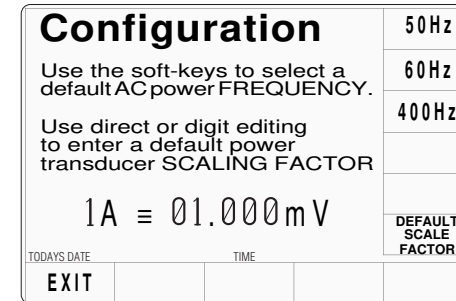 Configuration
Use the soft-keys to select a
default AC power FREQUENCY.
Use direct or digit editing
to enter a default power
transducer SCALING FACTOR
1A ≡ 01.000mV
50Hz
60Hz
400Hz
DEFAULT
SCALE
FACTOR
TODAYS DATE
TIME
EXIT